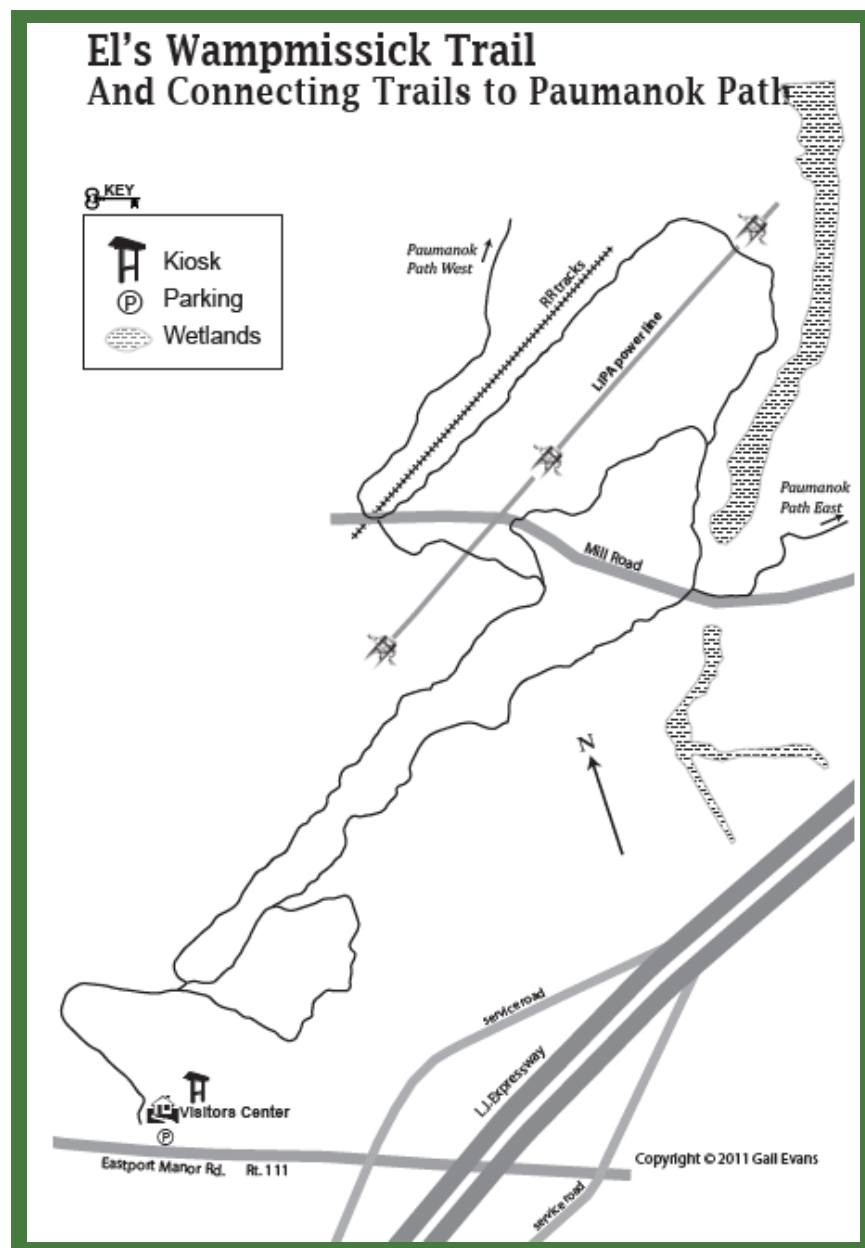 El's Wampmissick Trail
And Connecting Trails to Paumanok Path
KEY
Kiosk
P
Parking
Wetlands
Paumanok
Path West
RR tracks
LIPA power line
Paumanok
Path East
Mill Road
N
service road
L.I.Expressway
Visitors Center
P
Eastport Manor Rd. Rt. 111
service road
Copyright © 2011 Gail Evans